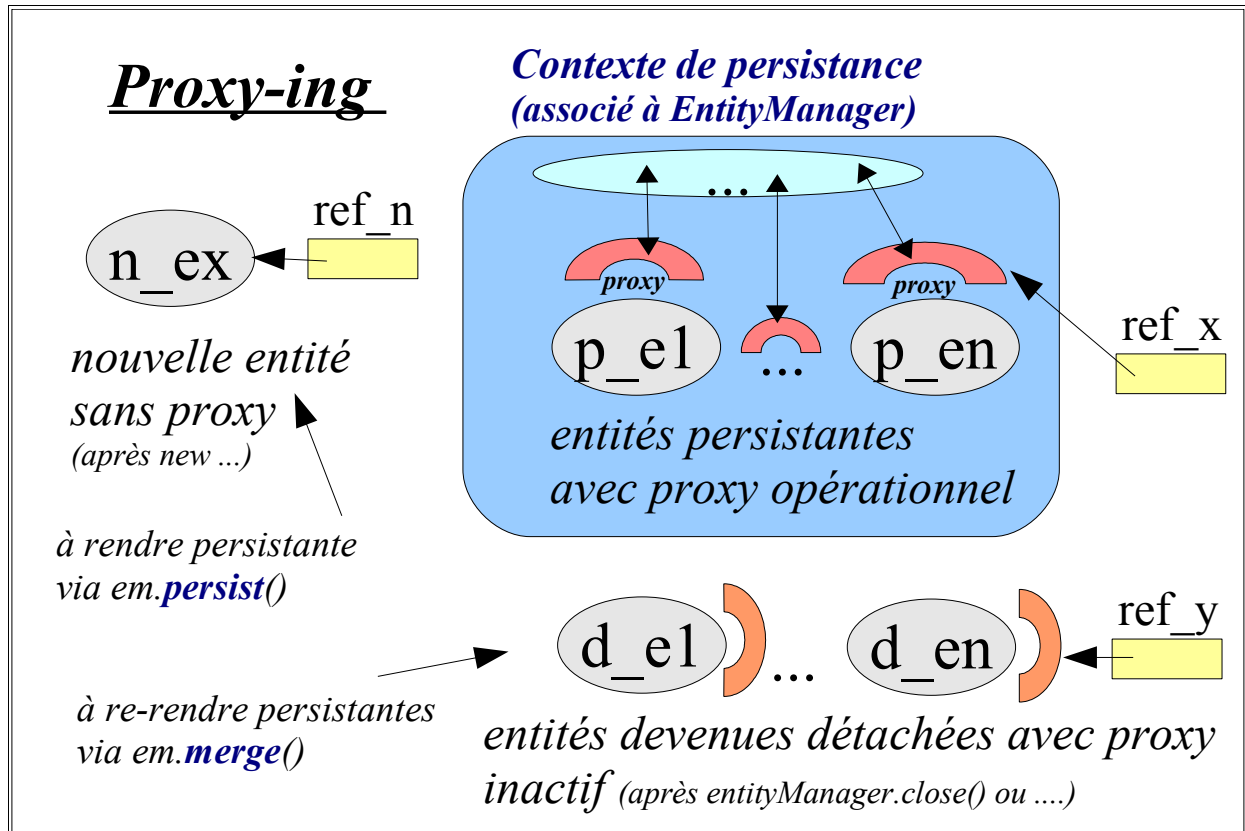 Proxy-ing
Contexte de persistance
(associé à EntityManager)
...
ref_n
n_ex
proxy
proxy
p_e1
...
p_en
ref_x
nouvelle entité
sans proxy
(après new ...)
entités persistantes
avec proxy opérationnel
à rendre persistante
via em.persist()
d_e1
...
d_en
ref_y
à re-rendre persistantes
via em.merge()
entités devenues détachées avec proxy
inactif (après entityManager.close() ou ....)